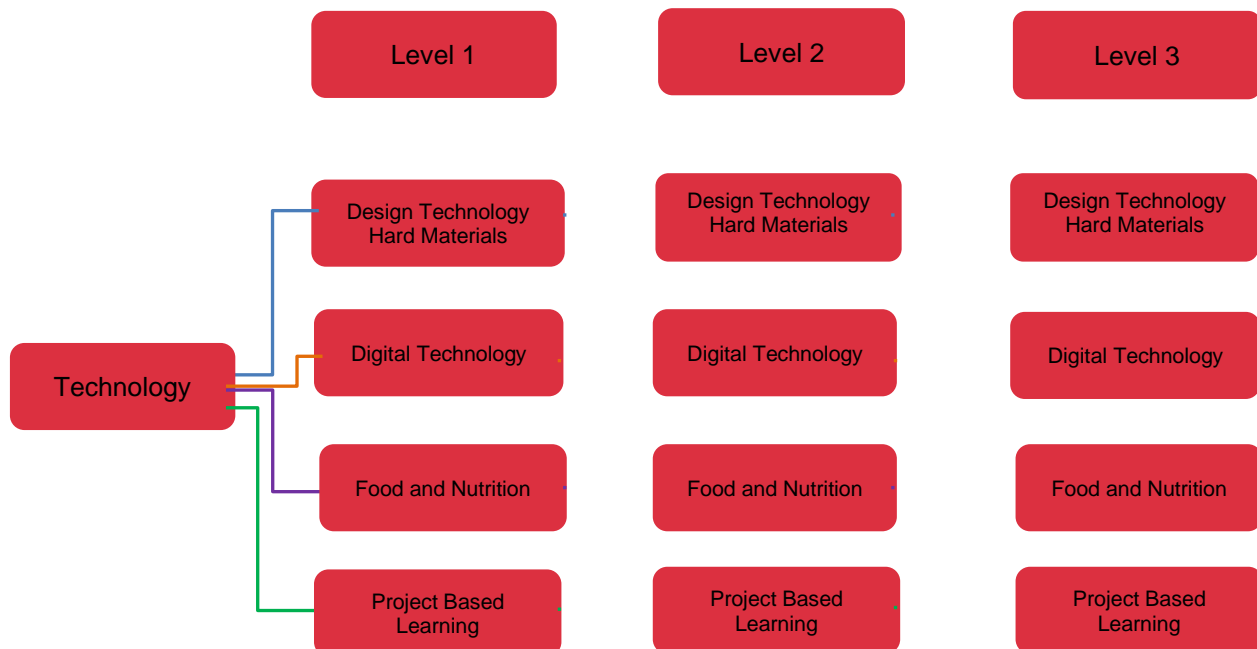 Level 1
Level 2
Level 3
Design Technology
Hard Materials
Design Technology
Hard Materials
Design Technology
Hard Materials
Technology
Digital Technology
Digital Technology
Digital Technology
Food and Nutrition
Food and Nutrition
Food and Nutrition
Project Based
Learning
Project Based
Learning
Project Based
Learning